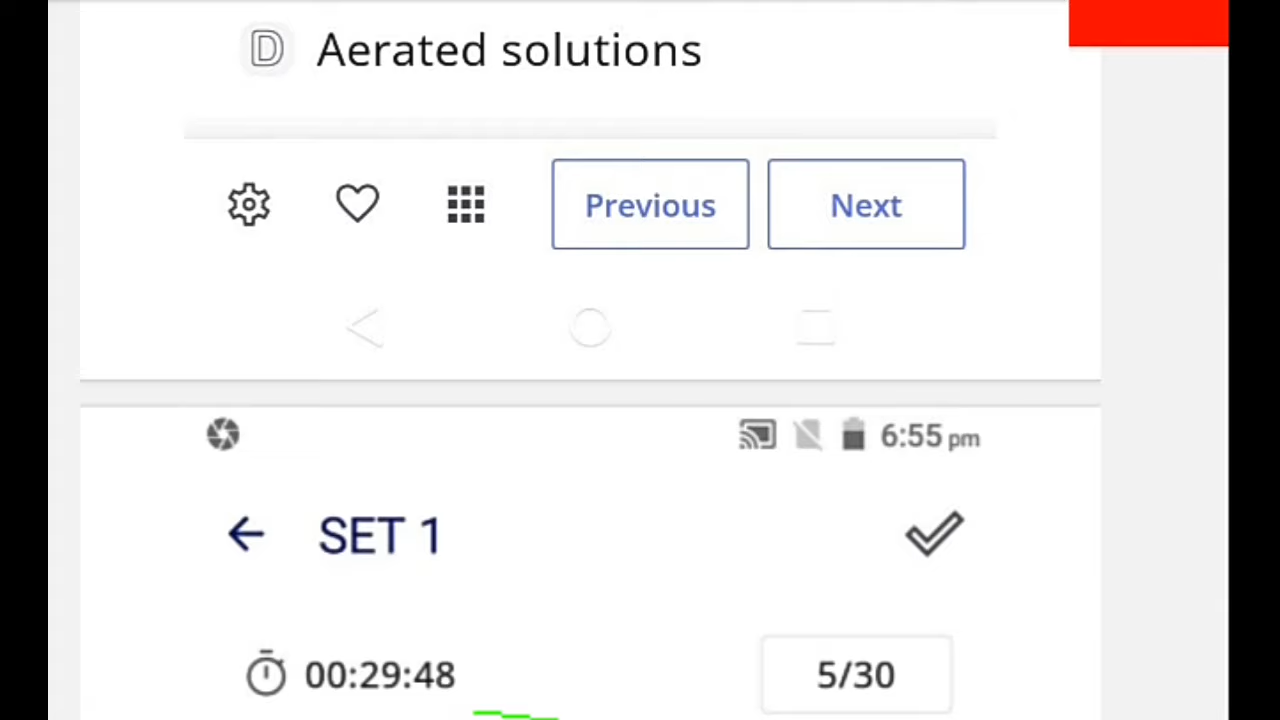 D Aerated solutions
Previous Next
6:55 pm
SET 1
00:29:48 5/30